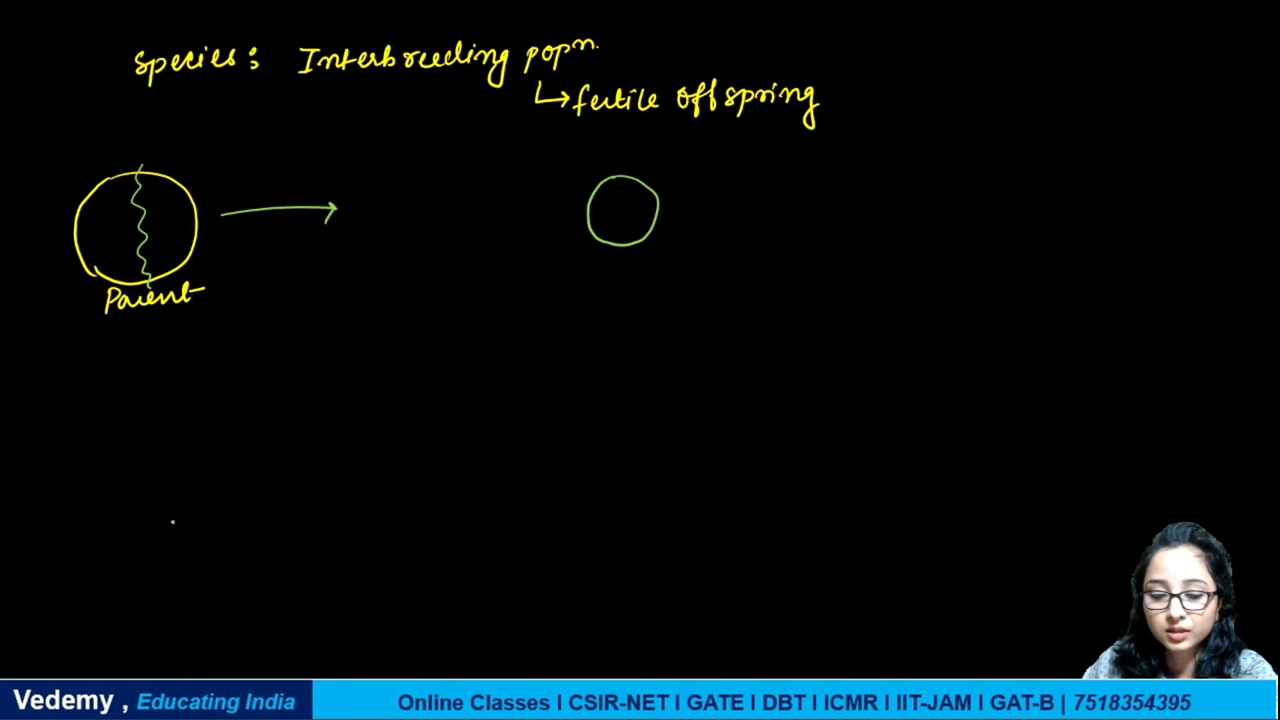 Species: Interbreeding popn.
↳ fertile offspring
Parent
Vedemy , Educating India
Online Classes I CSIR-NET I GATE I DBT I ICMR I IIT-JAM I GAT-B | 7518354395